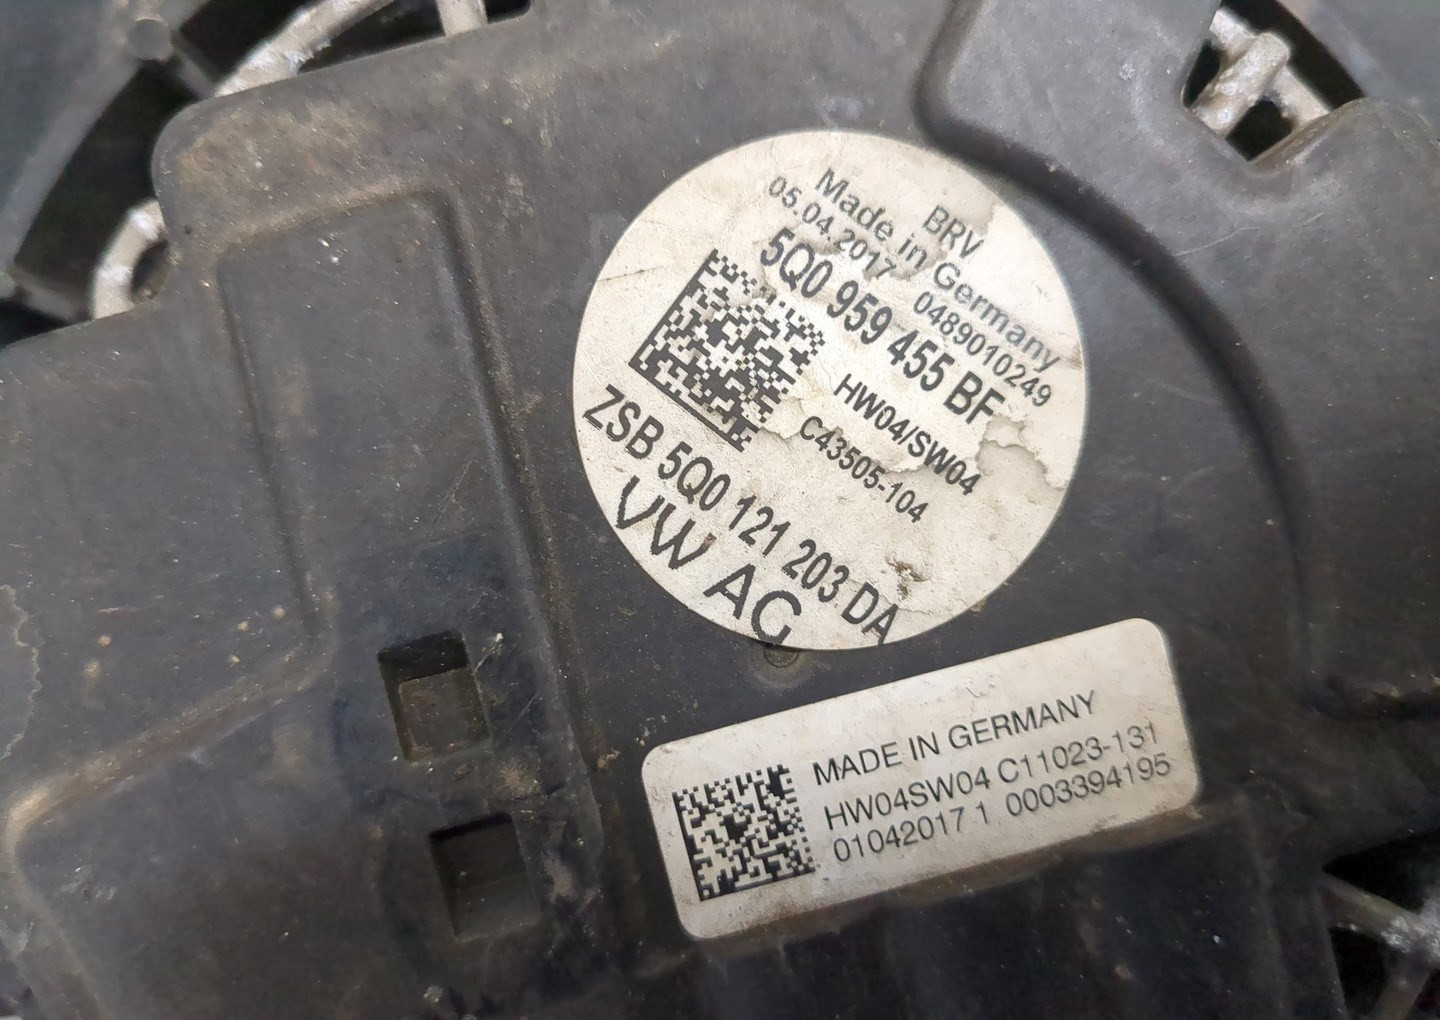 BRV
Made in Germany
05.04.2017 0489010249
5Q0 959 455 BF
HW04/SW04
C43505-104
ZSB 5Q0 121 203 DA
VW AG
MADE IN GERMANY
HW04SW04 C11023-131
01042017 1 0003394195